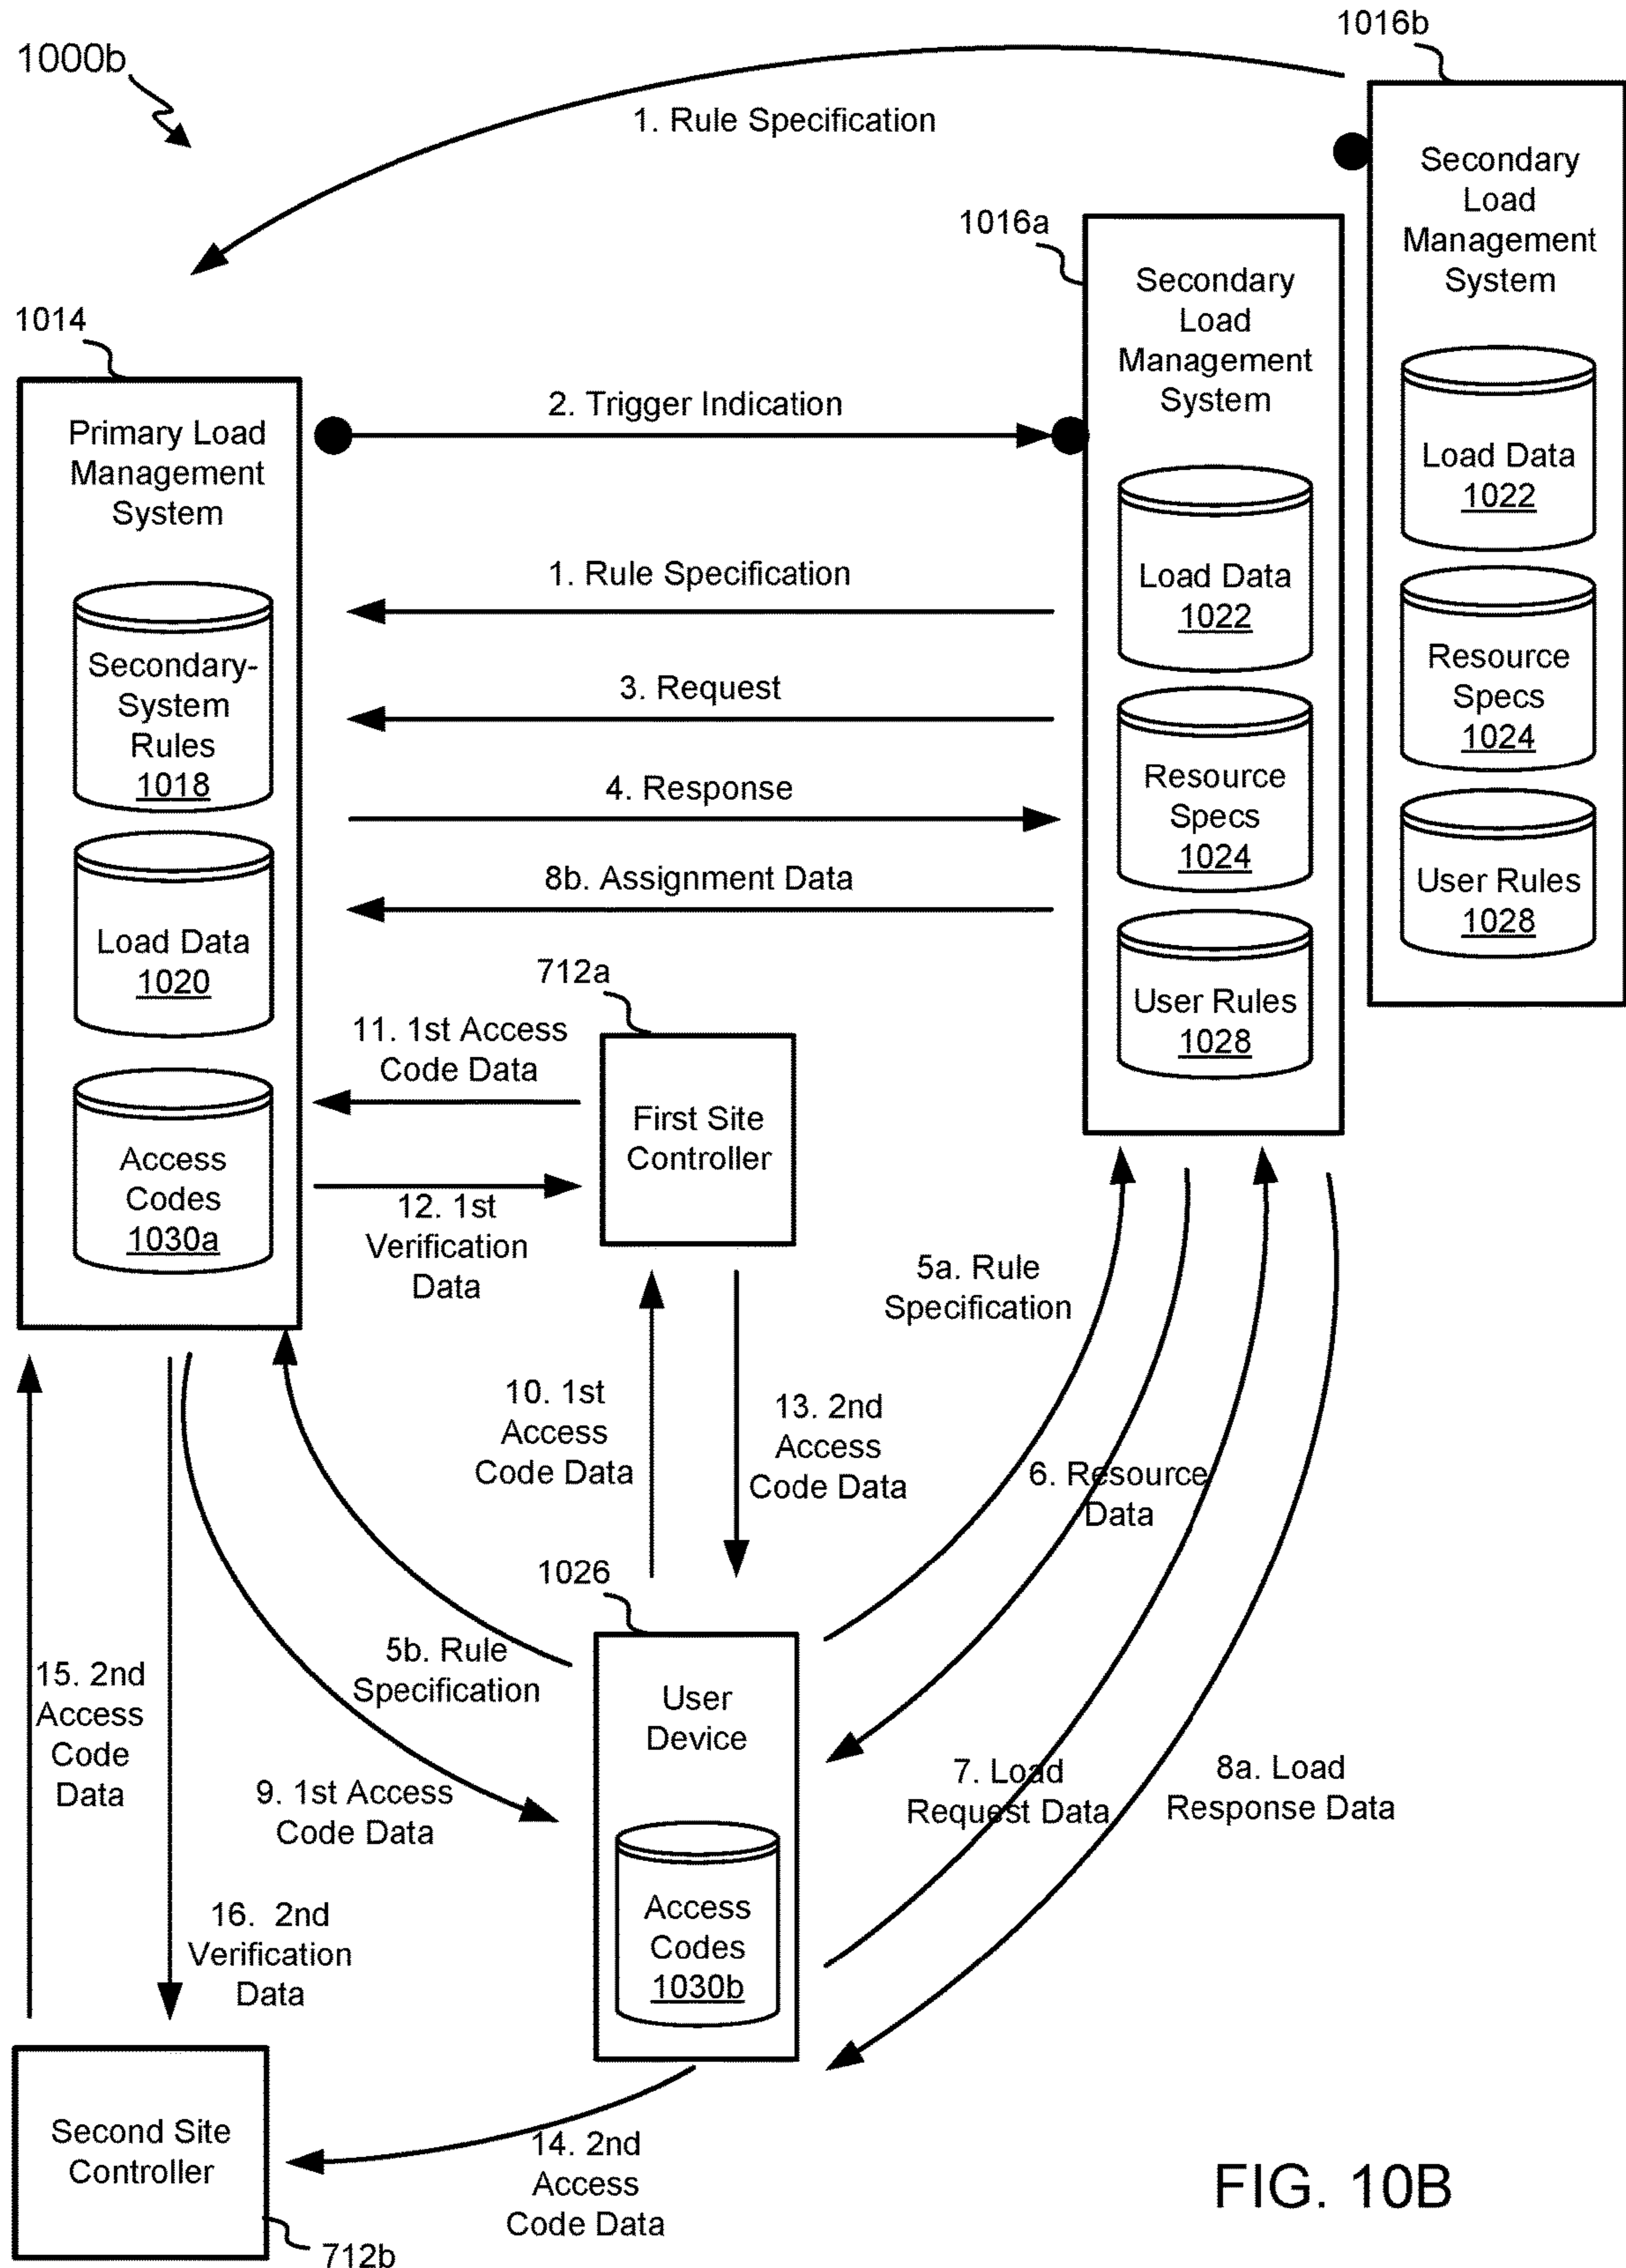 1016b
1000b
1. Rule Specification
Secondary
Load
Management
System
Load Data
1022
Resource
Specs
1024
User Rules
1028
1016a
Secondary
Load
Management
System
Load Data
1022
Resource
Specs
1024
User Rules
1028
1014
Primary Load
Management
System
Secondary-
System
Rules
1018
Load Data
1020
Access
Codes
1030a
2. Trigger Indication
1. Rule Specification
3. Request
4. Response
8b. Assignment Data
712a
11. 1st Access
Code Data
First Site
Controller
12. 1st
Verification
Data
5a. Rule
Specification
10. 1st
Access
Code Data
13. 2nd
Access
Code Data
6. Resource
Data
1026
5b. Rule
Specification
User
Device
Access
Codes
1030b
15. 2nd
Access
Code
Data
9. 1st Access
Code Data
7. Load
Request Data
8a. Load
Response Data
16. 2nd
Verification
Data
Second Site
Controller
712b
14. 2nd
Access
Code Data
FIG. 10B